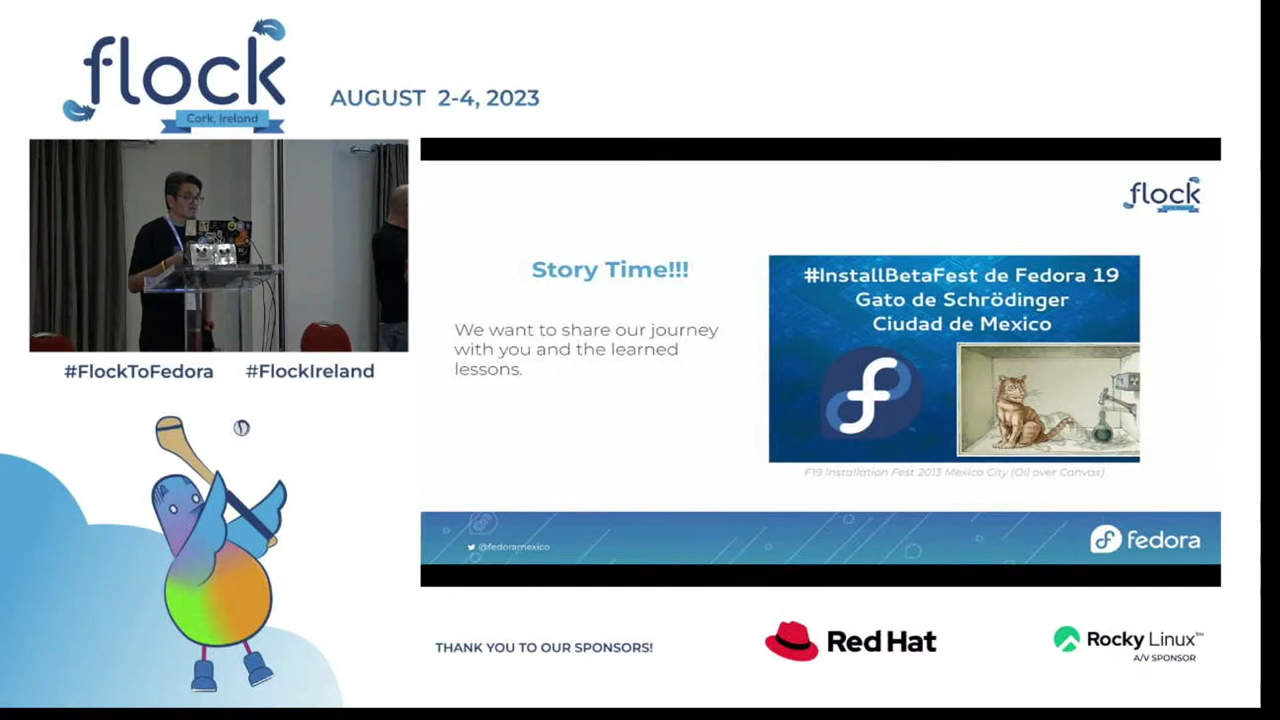 flock
Cork, Ireland
AUGUST 2-4, 2023
#FlockToFedora #FlockIreland
flock
Story Time!!!
We want to share our journey
with you and the learned
lessons.
#InstallBetaFest de Fedora 19
Gato de Schrödinger
Ciudad de Mexico
F19 Installation Fest 2013 Mexico City (Oil over Canvas)
@fedoramexico
fedora
THANK YOU TO OUR SPONSORS!
Red Hat
Rocky Linux™
A/V SPONSOR